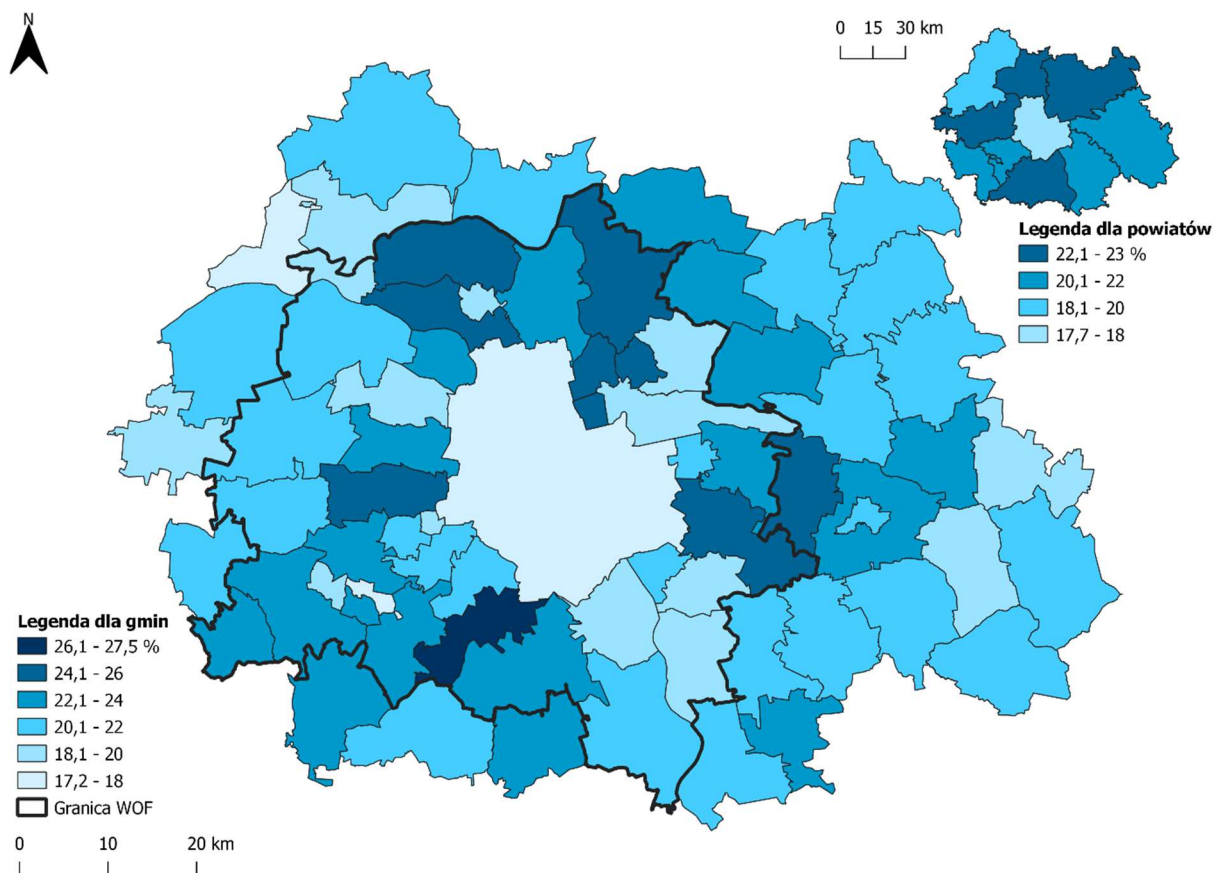 N
0 15 30 km
Legenda dla powiatów
22,1 - 23 %
20,1 - 22
18,1 - 20
17,7 - 18
Legenda dla gmin
26,1 - 27,5 %
24,1 - 26
22,1 - 24
20,1 - 22
18,1 - 20
17,2 - 18
Granica WOF
0 10 20 km